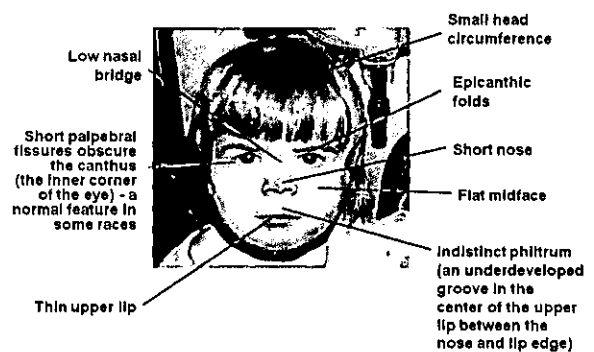 Small head
circumference
Low nasal
bridge
Epicanthic
folds
Short palpebral
fissures obscure
the canthus
(the inner corner
of the eye) - a
normal feature in
some races
Short nose
Flat midface
Indistinct philtrum
(an underdeveloped
groove in the
center of the upper
lip between the
nose and lip edge)
Thin upper lip